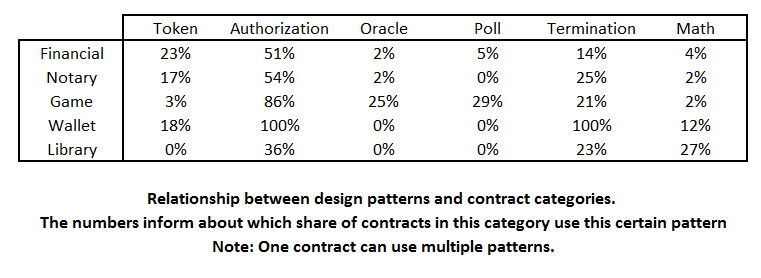 Token Authorization Oracle Poll Termination Math
Financial 23% 51% 2% 5% 14% 4%
Notary 17% 54% 2% 0% 25% 2%
Game 3% 86% 25% 29% 21% 2%
Wallet 18% 100% 0% 0% 100% 12%
Library 0% 36% 0% 0% 23% 27%
Relationship between design patterns and contract categories.
The numbers inform about which share of contracts in this category use this certain pattern
Note: One contract can use multiple patterns.